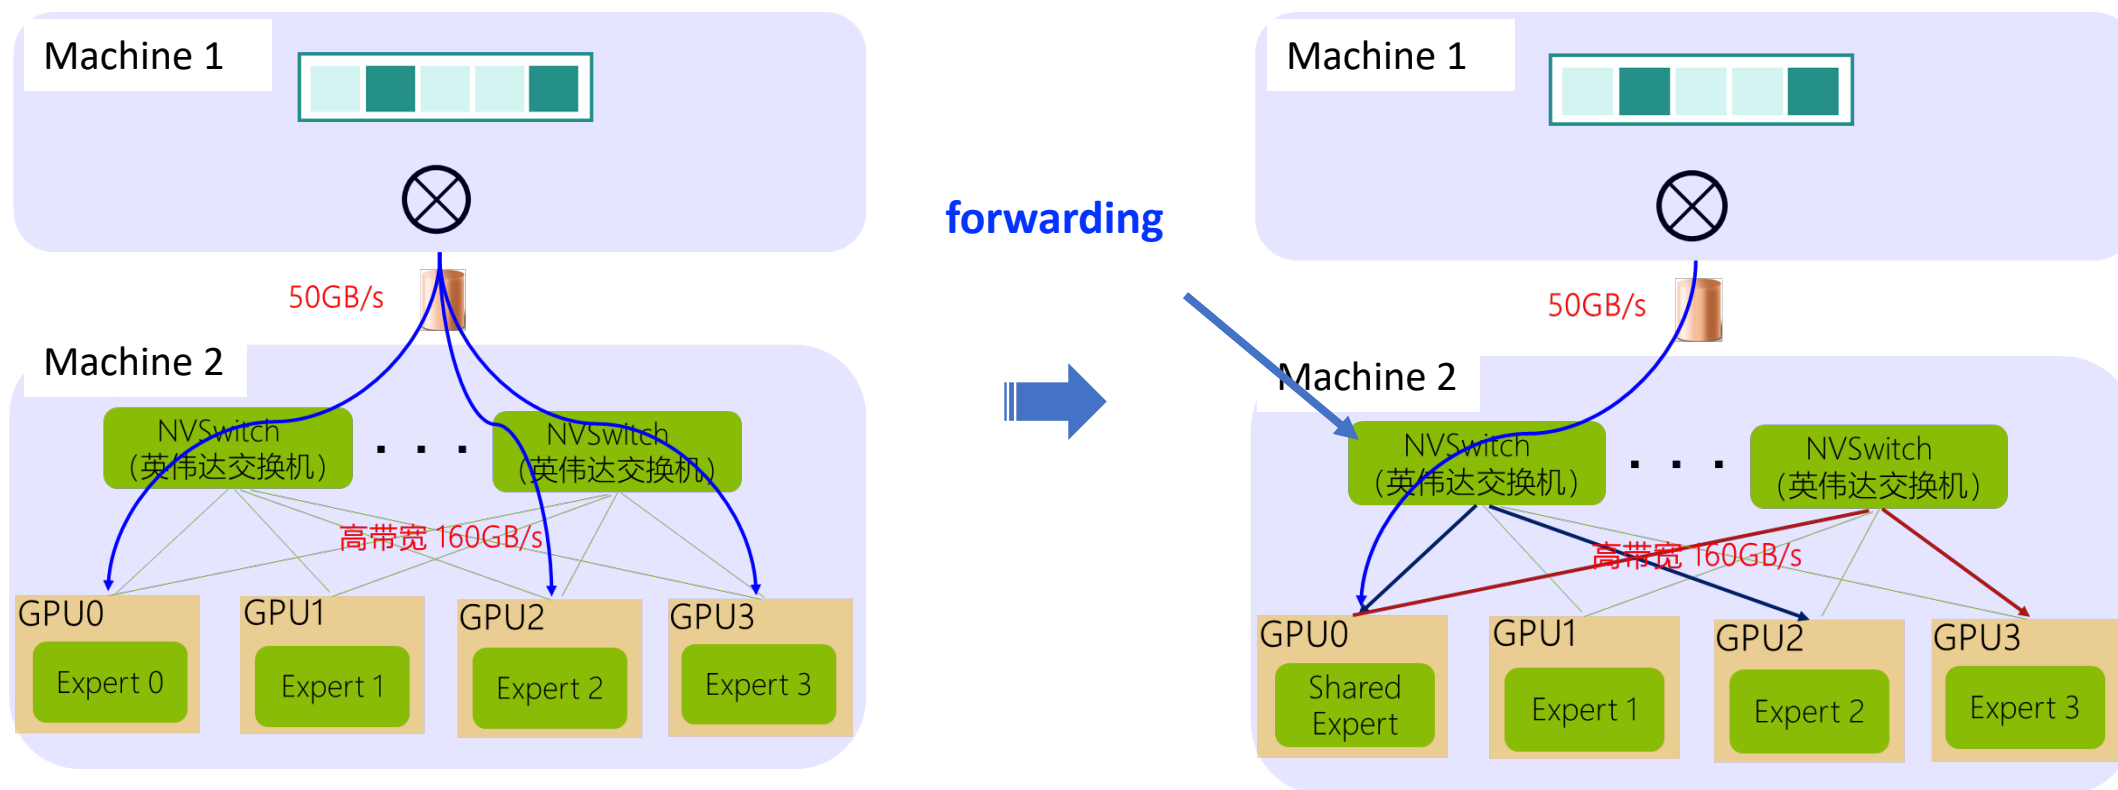 Machine 1
50GB/s
Machine 2
NVSwitch
（英伟达交换机）
. . .
NVSwitch
（英伟达交换机）
高带宽 160GB/s
GPU0
GPU1
GPU2
GPU3
Expert 0
Expert 1
Expert 2
Expert 3
forwarding
Machine 1
50GB/s
Machine 2
NVSwitch
（英伟达交换机）
. . .
NVSwitch
（英伟达交换机）
高带宽 160GB/s
GPU0
GPU1
GPU2
GPU3
Shared
Expert
Expert 1
Expert 2
Expert 3